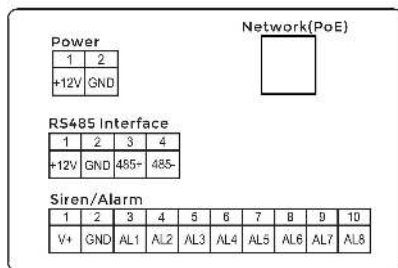 Network(PoE)
Power
1 2
+12V GND
RS485 Interface
1 2 3 4
+12V GND 485+ 485-
Siren/Alarm
1 2 3 4 5 6 7 8 9 10
V+ GND AL1 AL2 AL3 AL4 AL5 AL6 AL7 AL8